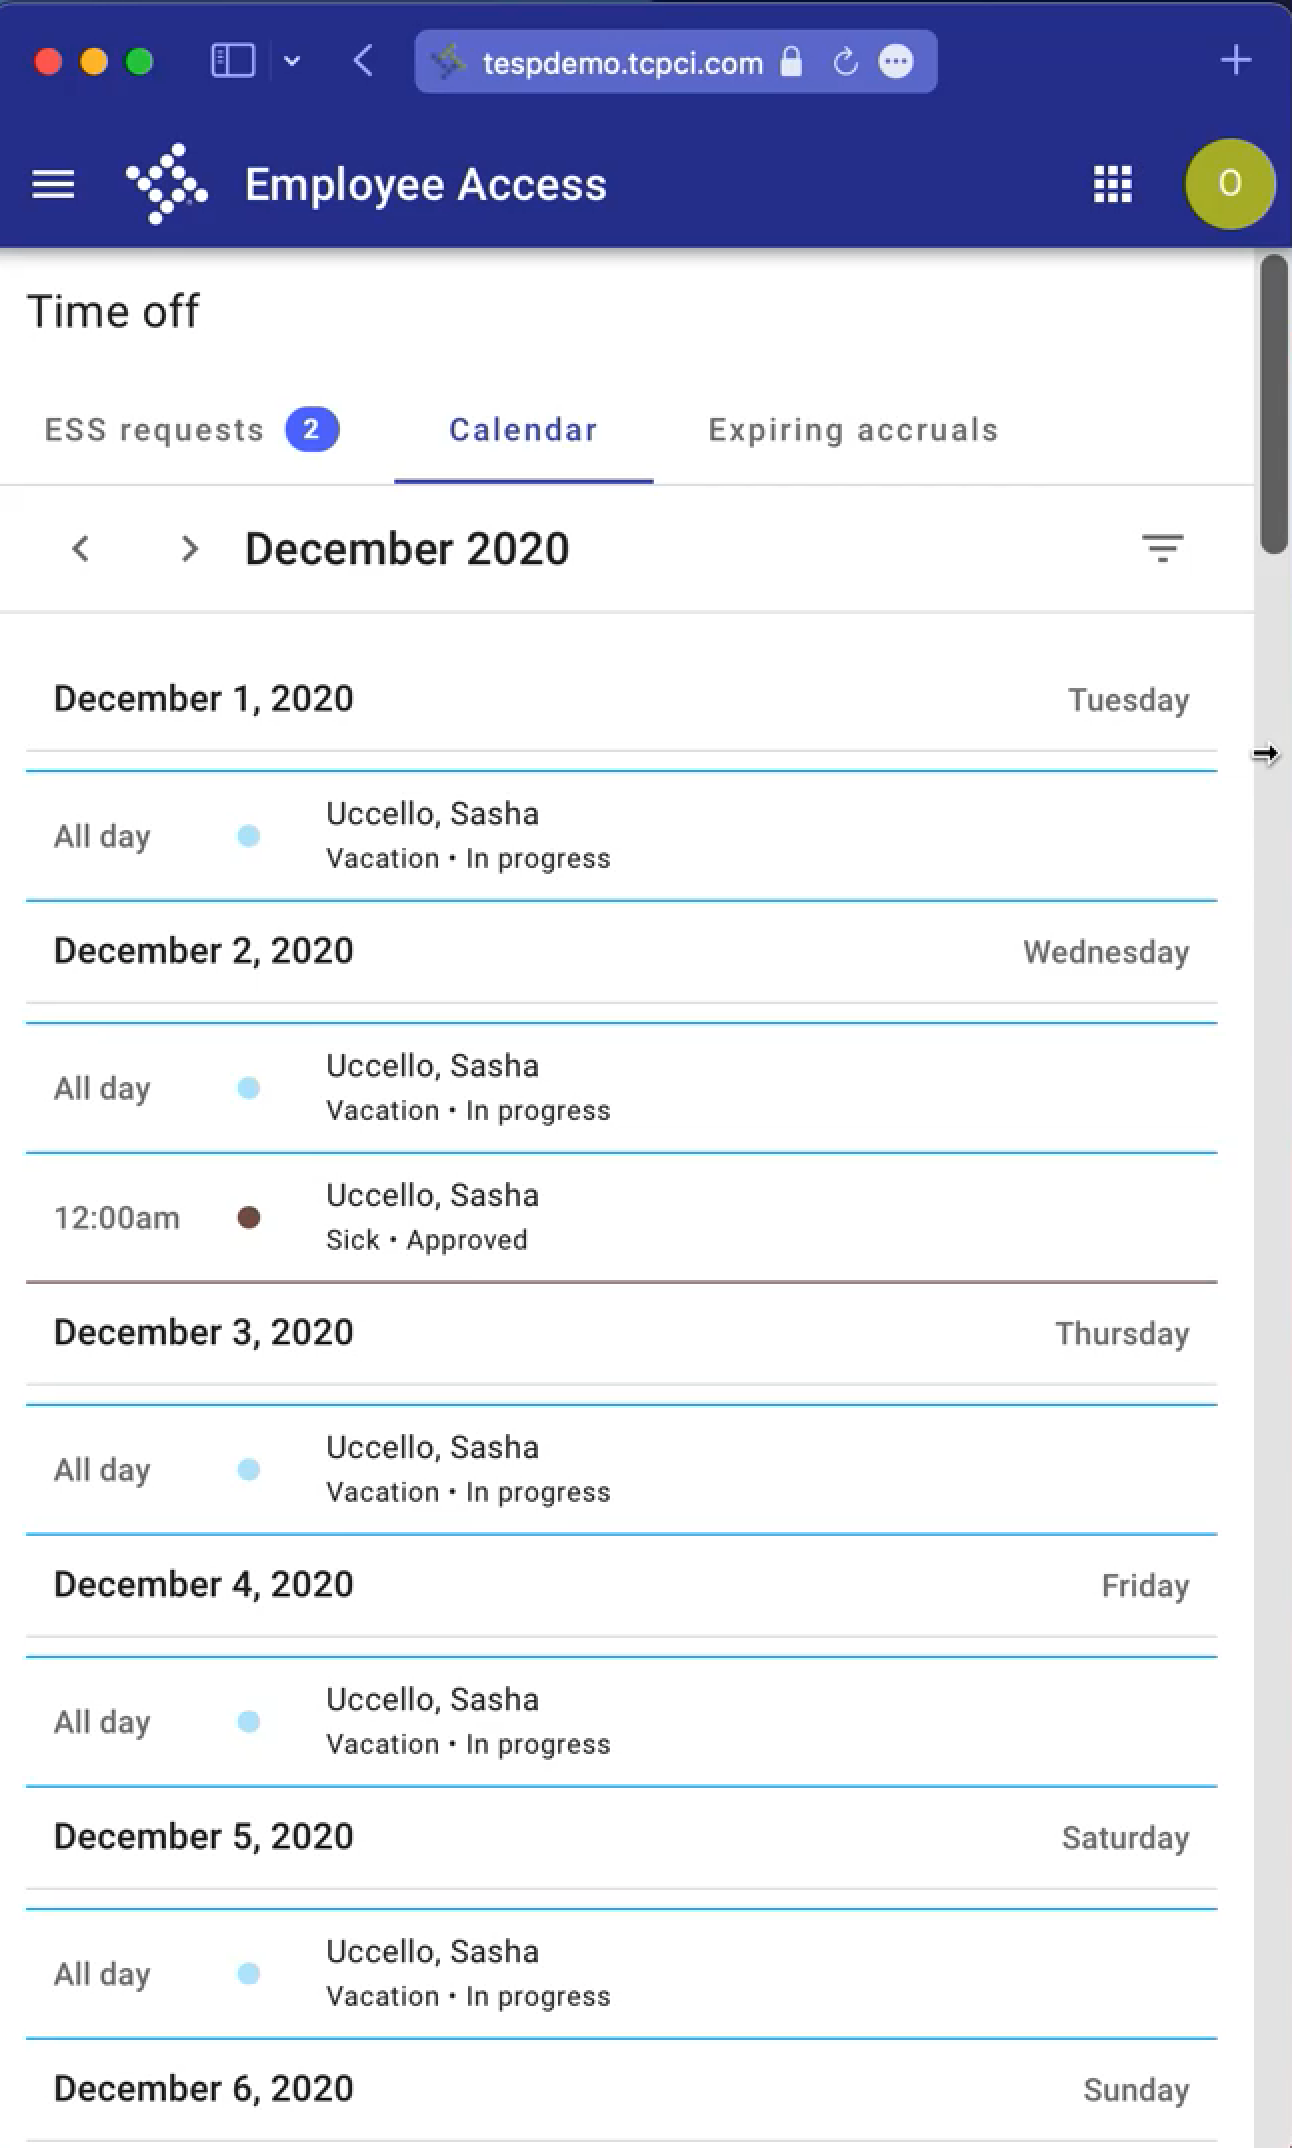 tespdemo.tcpci.com
Employee Access
O
Time off
ESS requests 2 Calendar Expiring accruals
December 2020
December 1, 2020 Tuesday
All day Uccello, Sasha
Vacation • In progress
December 2, 2020 Wednesday
All day Uccello, Sasha
Vacation • In progress
12:00am Uccello, Sasha
Sick • Approved
December 3, 2020 Thursday
All day Uccello, Sasha
Vacation • In progress
December 4, 2020 Friday
All day Uccello, Sasha
Vacation • In progress
December 5, 2020 Saturday
All day Uccello, Sasha
Vacation • In progress
December 6, 2020 Sunday